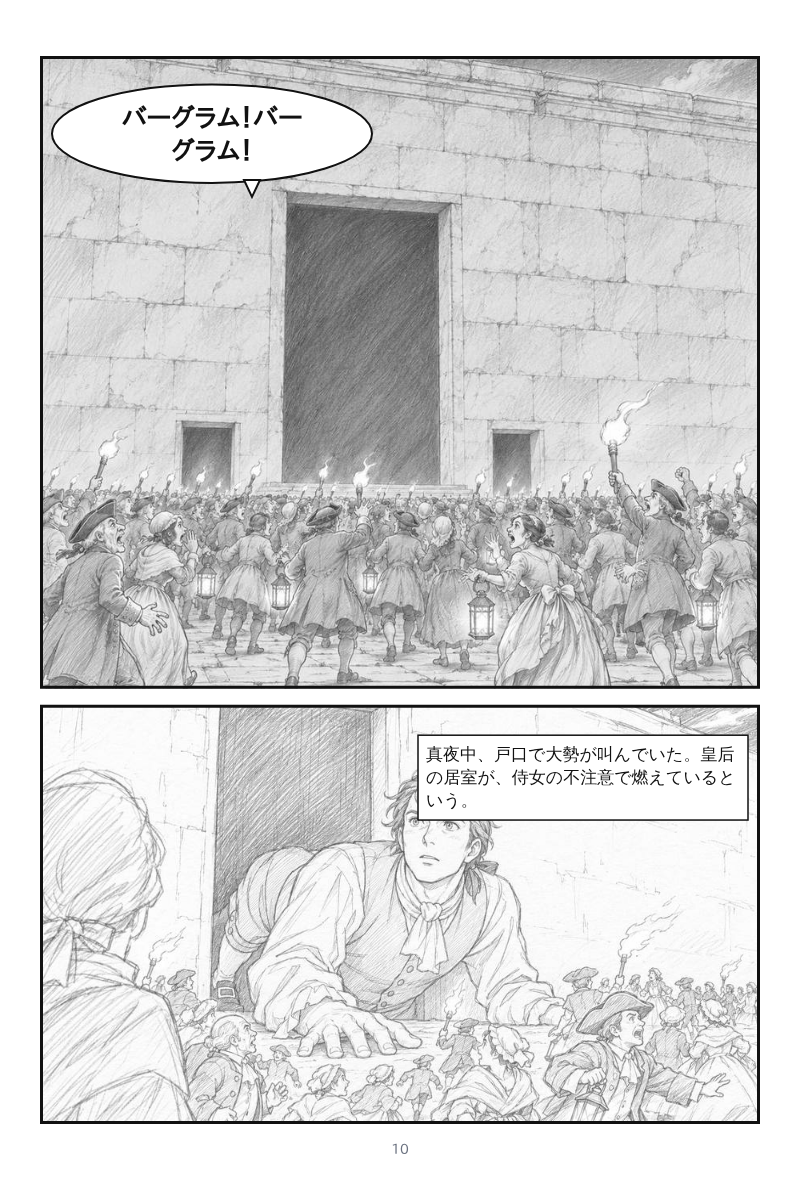 バーグラム！バー
グラム！
真夜中、戸口で大勢が叫んでいた。皇后
の居室が、侍女の不注意で燃えていると
いう。
10